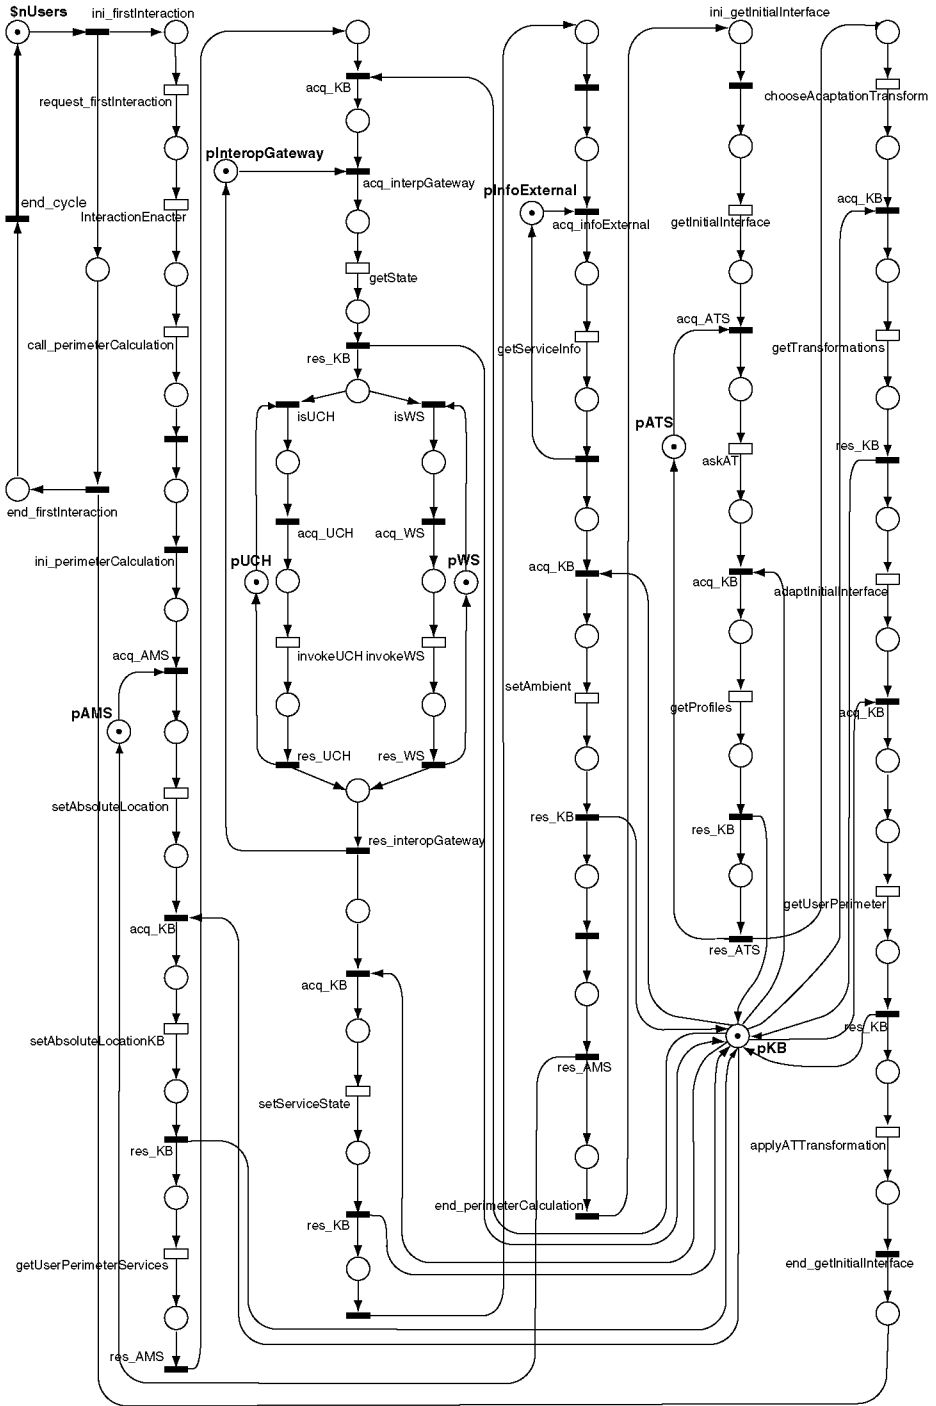 $nUsers
ini_firstInteraction
request_firstInteraction
end_cycle
InteractionEnacter
call_perimeterCalculation
end_firstInteraction
ini_perimeterCalculation
acq_AMS
pAMS
setAbsoluteLocation
acq_KB
setAbsoluteLocationKB
res_KB
getUserPerimeterServices
res_AMS
acq_KB
pInteropGateway
acq_interpGateway
getState
res_KB
isUCH
isWS
acq_UCH
acq_WS
pUCH
pWS
invokeUCH
invokeWS
res_UCH
res_WS
res_interopGateway
acq_KB
setServiceState
res_KB
pInfoExternal
acq_infoExternal
getServiceInfo
acq_KB
setAmbient
res_KB
res_AMS
end_perimeterCalculation
ini_getInitialInterface
getInitialInterface
acq_ATS
pATS
askAT
acq_KB
getProfiles
res_KB
res_ATS
pKB
chooseAdaptationTransform
acq_KB
getTransformations
res_KB
adaptInitialInterface
acq_KB
getUserPerimeter
res_KB
applyATTransformation
end_getInitialInterface